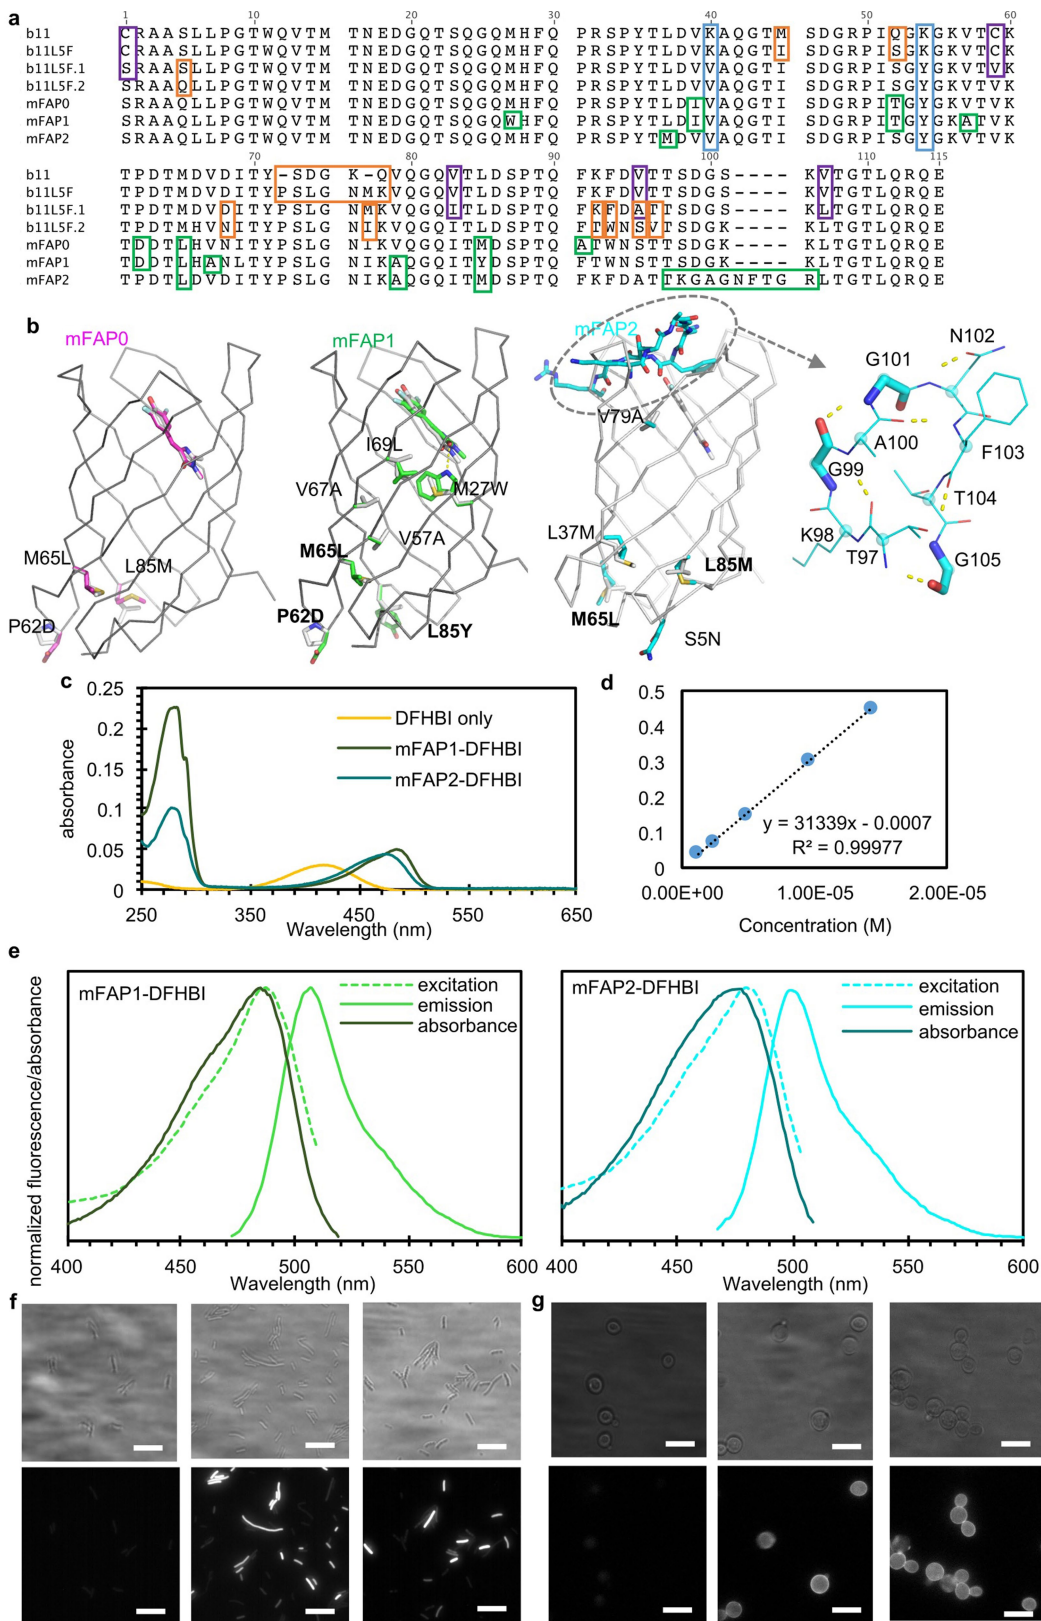 a
1 10 20 30 40 50 60
b11 CRAASLLPGTWQVTM TNEDGQTSQGQMHFQ PRSPYTLDVKAQGTM SDGRPIQGKGKVTCK
b11L5F CRAASLLPGTWQVTM TNEDGQTSQGQMHFQ PRSPYTLDVKAQGTI SDGRPISGKGKVTCK
b11L5F.1 SRAASLLPGTWQVTM TNEDGQTSQGQMHFQ PRSPYTLDVVAQGTI SDGRPISGYGKVTVK
b11L5F.2 SRAAQLLPGTWQVTM TNEDGQTSQGQMHFQ PRSPYTLDVVAQGTI SDGRPISGYGKVTVK
mFAP0 SRAAQLLPGTWQVTM TNEDGQTSQGQMHFQ PRSPYTLDVVAQGTI SDGRPITGYGKVTVK
mFAP1 SRAAQLLPGTWQVTM TNEDGQTSQGQWHFQ PRSPYTLDIVAQGTI SDGRPITGYGKATVK
mFAP2 SRAAQLLPGTWQVTM TNEDGQTSQGQMHFQ PRSPYTMDVVAQGTI SDGRPISGYGKVTVK
70 80 90 100 110 115
b11 TPDTMDVDITY-SDG K-QVQGQVTLDSPTQ FKFDVTTSDGS---- KVTGTLQRQE
b11L5F TPDTMDVDITYPSLG NMKVQGQVTLDSPTQ FKFDVTTSDGS---- KVTGTLQRQE
b11L5F.1 TPDTMDVDITYPSLG NMKVQGQITLDSPTQ FKFDATTSDGS---- KLTGTLQRQE
b11L5F.2 TPDTMDVNITYPSLG NIKVQGQITLDSPTQ FTWNSVTSDGS---- KLTGTLQRQE
mFAP0 TDDTLHVNITYPSLG NIKVQGQITMDSPTQ ATWNSTTSDGK---- KLTGTLQRQE
mFAP1 TDDTLHANLTYPSLG NIKAQGQITYDSPTQ FTWNSTTSDGK---- KLTGTLQRQE
mFAP2 TPDTLDVDITYPSLG NIKAQGQITMDSPTQ FKFDATTKGAGNFTG RLTGTLQRQE
b
mFAP0
M65L
L85M
P62D
mFAP1
I69L
M27W
V67A
V57A
M65L
P62D
L85Y
mFAP2
V79A
L37M
L85M
M65L
S5N
N102
G101
A100
F103
G99
T104
K98
T97
G105
c
absorbance
0.25
0.2
0.15
0.1
0.05
0
250 350 450 550 650
Wavelength (nm)
DFHBI only
mFAP1-DFHBI
mFAP2-DFHBI
d
0.5
0.4
0.3
0.2
0.1
0
y = 31339x - 0.0007
R² = 0.99977
0.00E+00 1.00E-05 2.00E-05
Concentration (M)
e
normalized fluorescence/absorbance
mFAP1-DFHBI
excitation
emission
absorbance
400 450 500 550 600
Wavelength (nm)
mFAP2-DFHBI
excitation
emission
absorbance
400 450 500 550 600
Wavelength (nm)
f
g